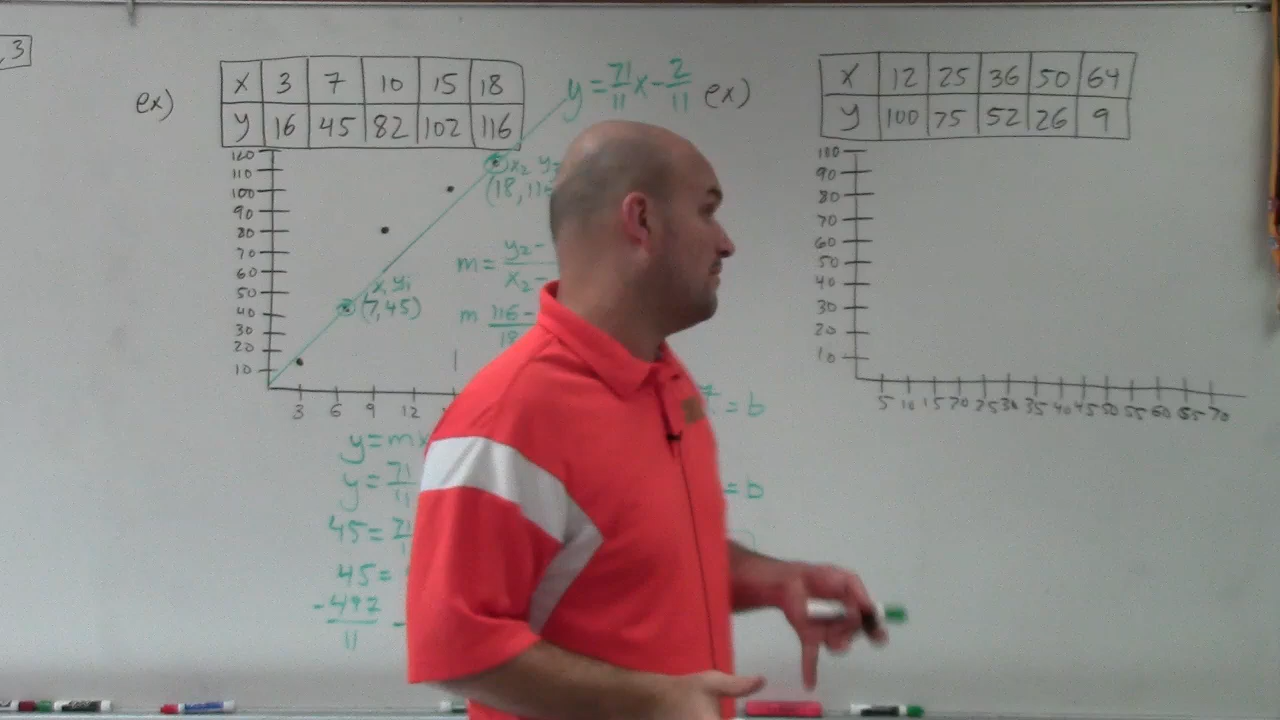 , 3
ex)
X 3 7 10 15 18
y 16 45 82 102 116
y = 71/11 x - 2/11
120
110
100
90
80
70
60
50
40
30
20
10
3 6 9 12
x₂ y₂
(18, 116
x, y₁
(7,45)
m = y₂ -
x₂ -
m 116 -
18
= b
= b
y = mx
y = 71/11
45 = 71
45 =
-497/11 -
ex)
X 12 25 36 50 64
y 100 75 52 26 9
100
90
80
70
60
50
40
30
20
10
5 10 15 20 25 30 35 40 45 50 55 60 65 70